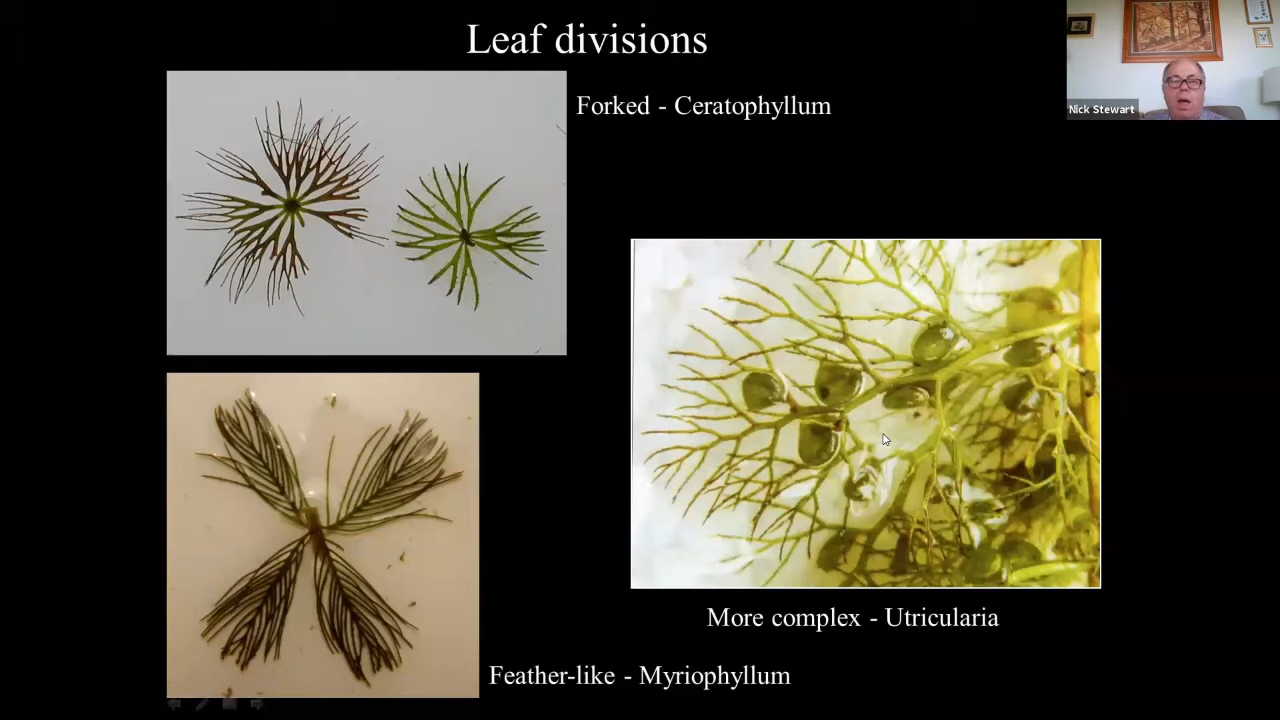 Leaf divisions
Forked - Ceratophyllum
Nick Stewart
More complex - Utricularia
Feather-like - Myriophyllum